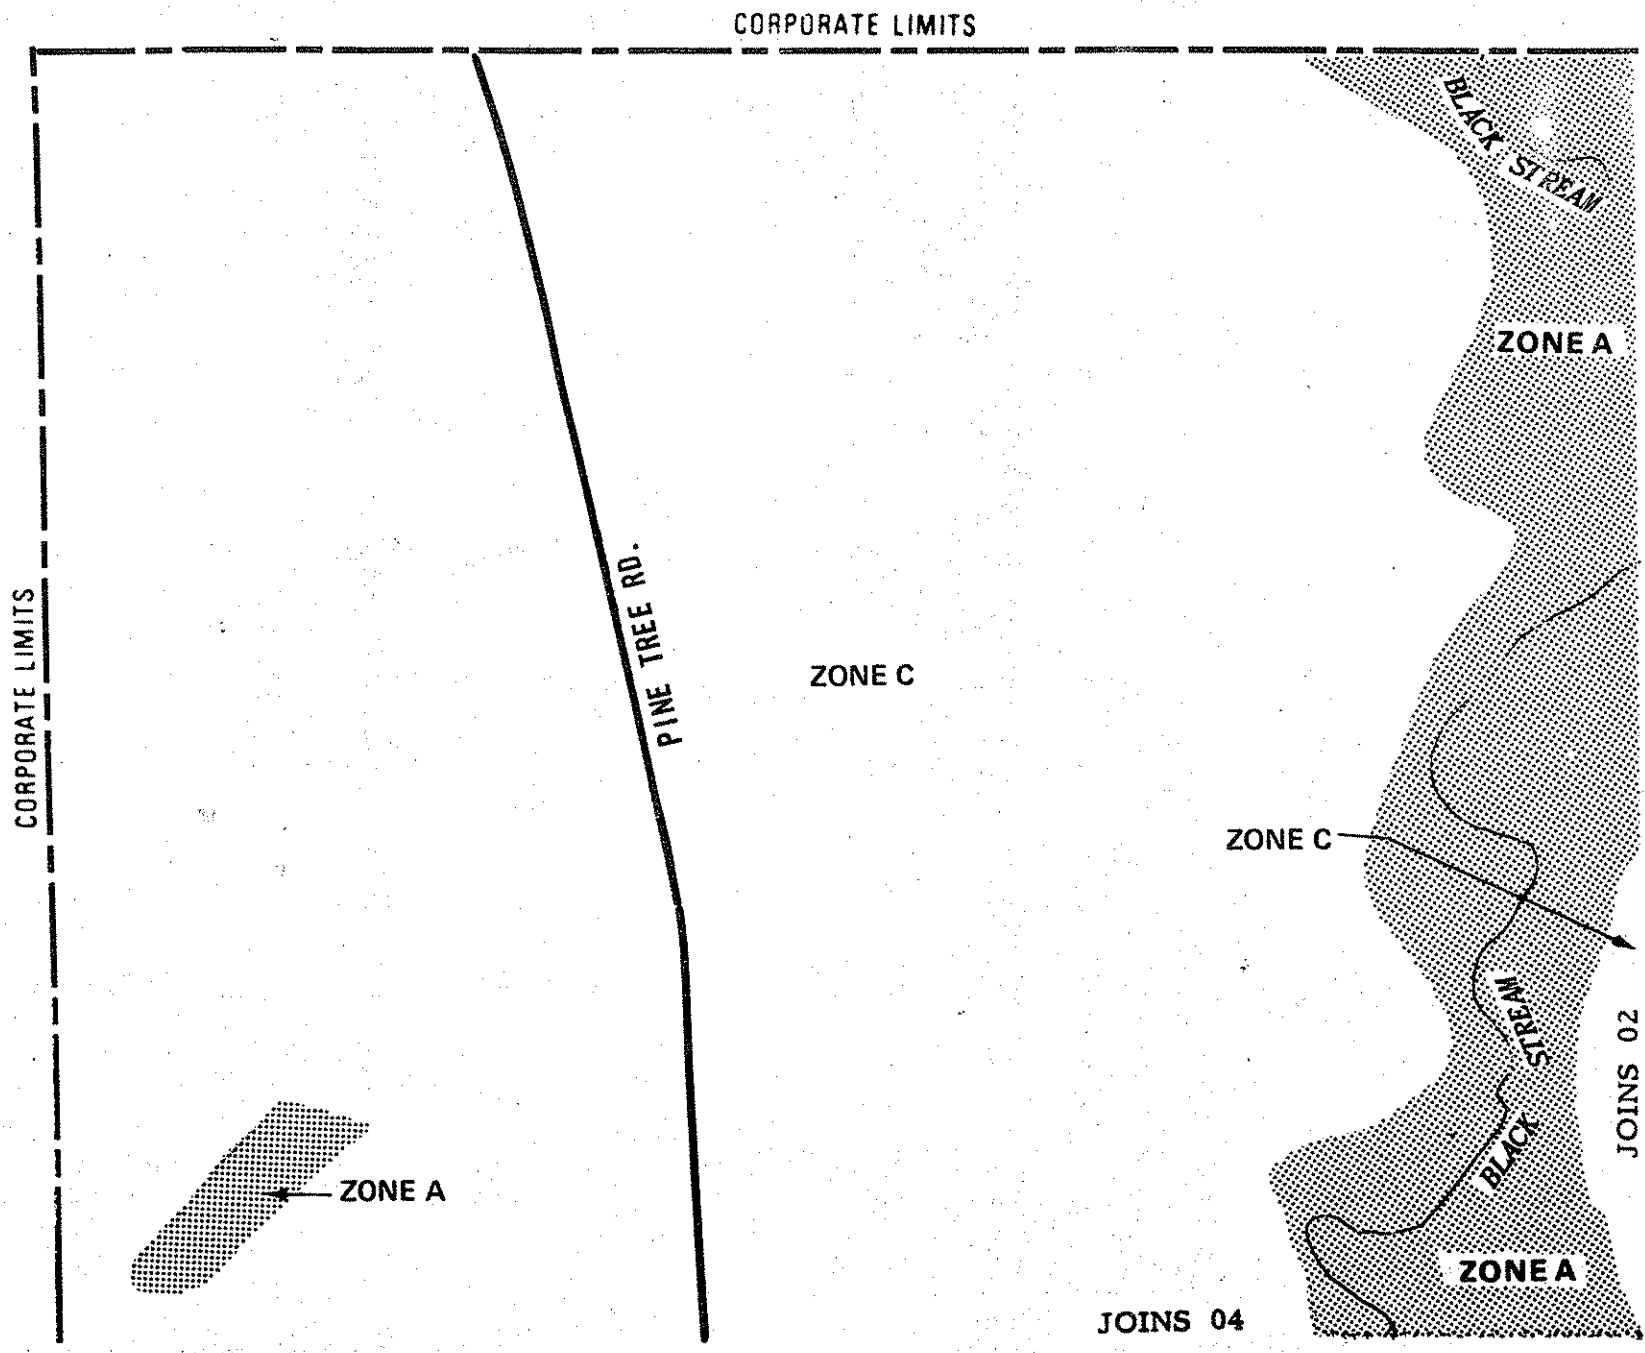 CORPORATE LIMITS
BLACK STREAM
ZONE A
PINE TREE RD.
CORPORATE LIMITS
ZONE C
ZONE C
BLACK STREAM
JOINS 02
ZONE A
ZONE A
JOINS 04